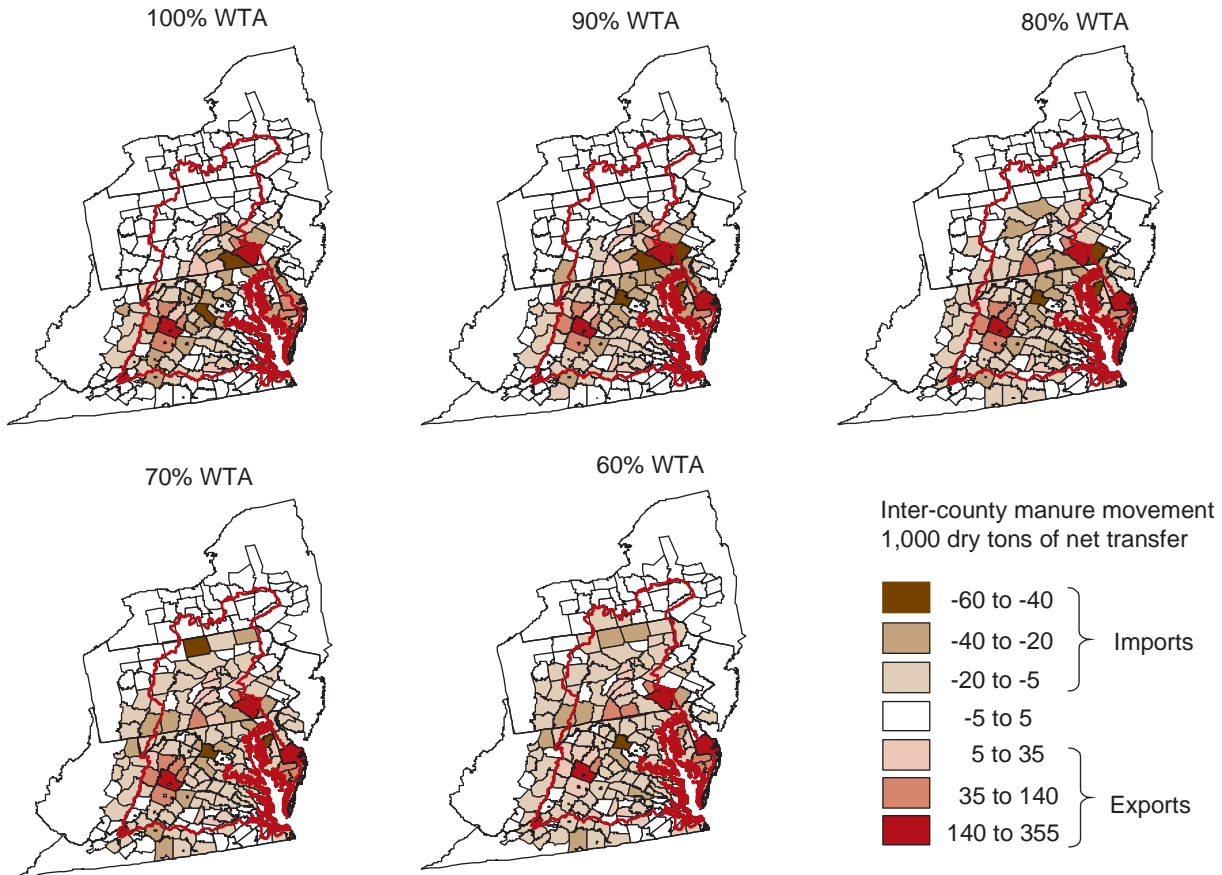 100% WTA
90% WTA
80% WTA
70% WTA
60% WTA
Inter-county manure movement
1,000 dry tons of net transfer
-60 to -40
-40 to -20
-20 to -5
Imports
-5 to 5
5 to 35
35 to 140
140 to 355
Exports